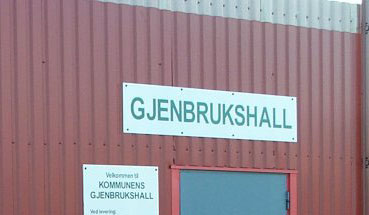 GJENBRUKSHALL
Velkommen til
KOMMUNENS
GJENBRUKSHALL
Ved levering: